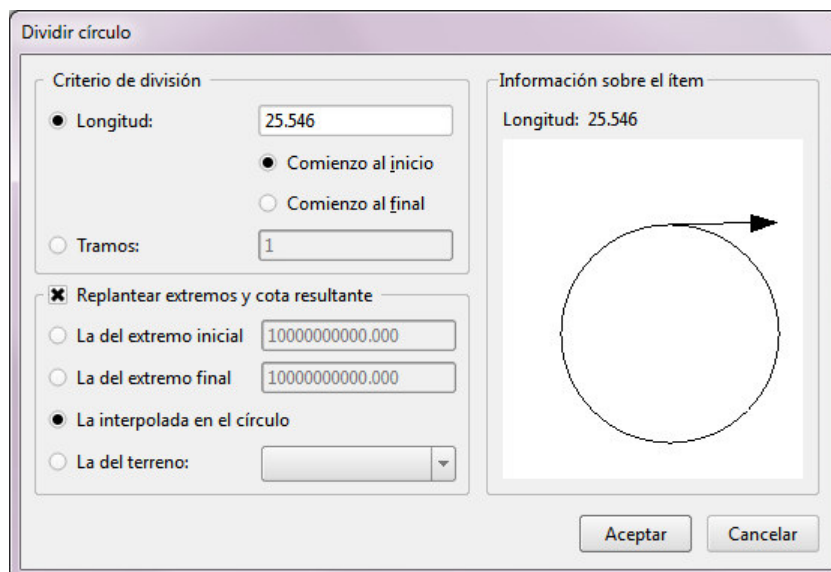 Dividir círculo
Criterio de división
Longitud: 25.546
Comienzo al inicio
Comienzo al final
Tramos: 1
Replantear extremos y cota resultante
La del extremo inicial 10000000000.000
La del extremo final 10000000000.000
La interpolada en el círculo
La del terreno:
Información sobre el ítem
Longitud: 25.546
Aceptar Cancelar